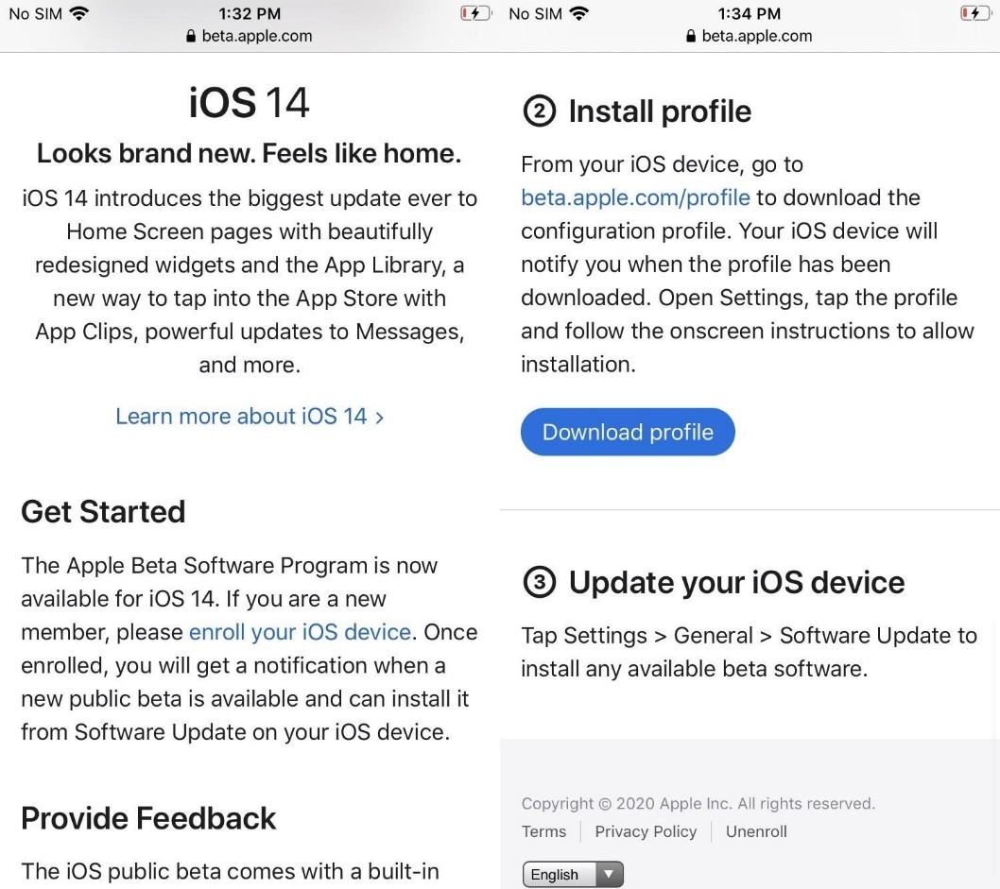 No SIM
1:32 PM
beta.apple.com
iOS 14
Looks brand new. Feels like home.
iOS 14 introduces the biggest update ever to
Home Screen pages with beautifully
redesigned widgets and the App Library, a
new way to tap into the App Store with
App Clips, powerful updates to Messages,
and more.
Learn more about iOS 14 >
Get Started
The Apple Beta Software Program is now
available for iOS 14. If you are a new
member, please enroll your iOS device. Once
enrolled, you will get a notification when a
new public beta is available and can install it
from Software Update on your iOS device.
Provide Feedback
The iOS public beta comes with a built-in
No SIM
1:34 PM
beta.apple.com
2 Install profile
From your iOS device, go to
beta.apple.com/profile to download the
configuration profile. Your iOS device will
notify you when the profile has been
downloaded. Open Settings, tap the profile
and follow the onscreen instructions to allow
installation.
Download profile
3 Update your iOS device
Tap Settings > General > Software Update to
install any available beta software.
Copyright © 2020 Apple Inc. All rights reserved.
Terms | Privacy Policy | Unenroll
English